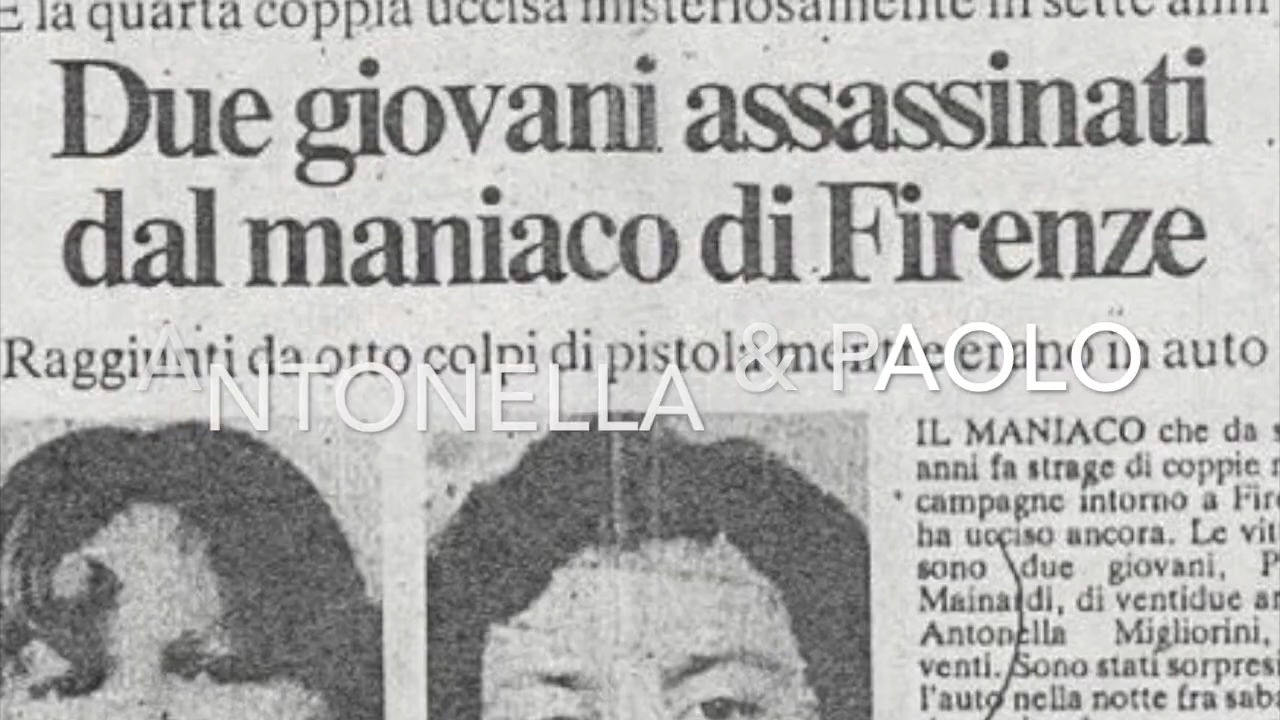 È la quarta coppia uccisa misteriosamente in sette anni
Due giovani assassinati
dal maniaco di Firenze
Raggiunti da otto colpi di pistola mentre erano in auto
ANTONELLA & PAOLO
IL MANIACO che da s
anni fa strage di coppie n
campagne intorno a Fire
ha ucciso ancora. Le vit
sono due giovani, P
Mainardi, di ventidue an
Antonella Migliorini,
venti. Sono stati sorpresi
l'auto nella notte fra saba